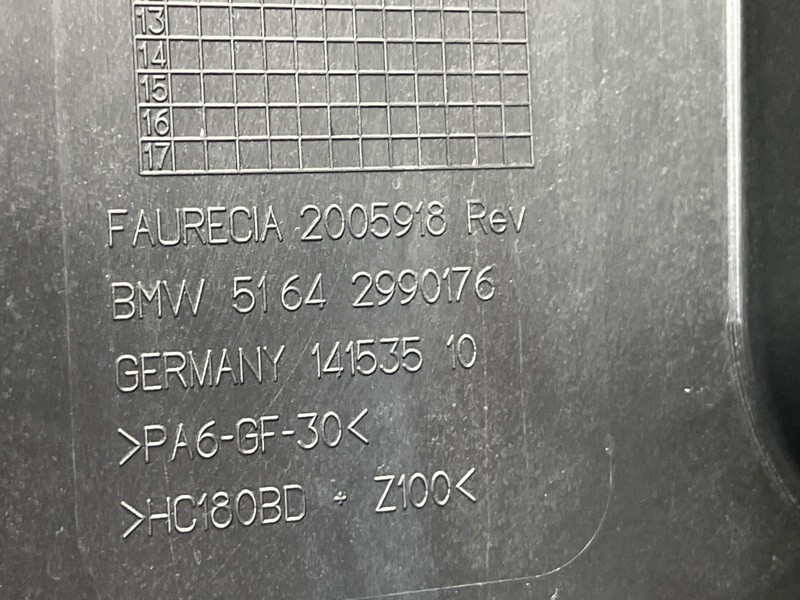 13
14
15
16
17
FAURECIA 2005918 Rev
BMW 5164 2990176
GERMANY 141535 10
>PA6-GF-30<
>HC180BD + Z100<